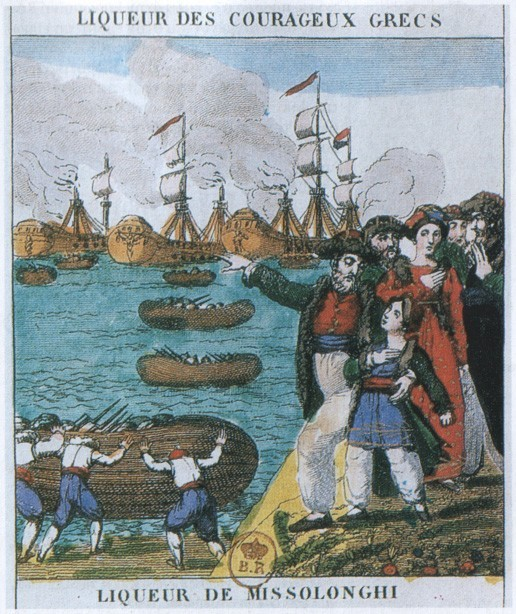 LIQUEUR DES COURAGEUX GRECS
B.R
LIQUEUR DE MISSOLONGHI